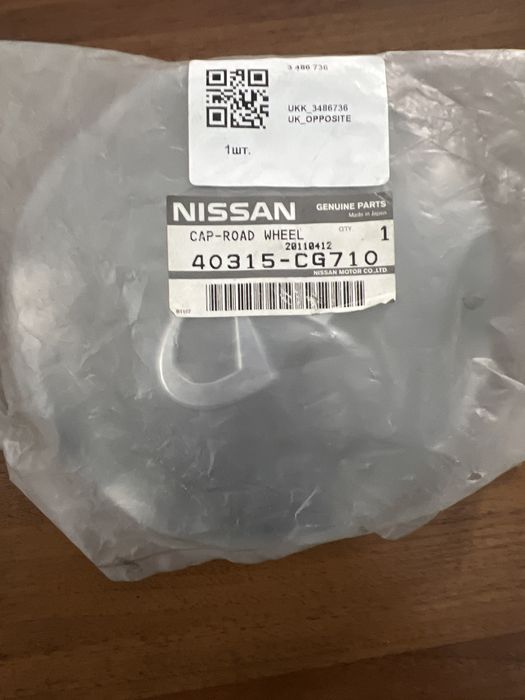 3 486 736
UKK_3486736
UK_OPPOSITE
1шт.
NISSAN GENUINE PARTS
Made in Japan
CAP-ROAD WHEEL QTY 1
20110412
40315-CG710
NISSAN MOTOR CO.,LTD.